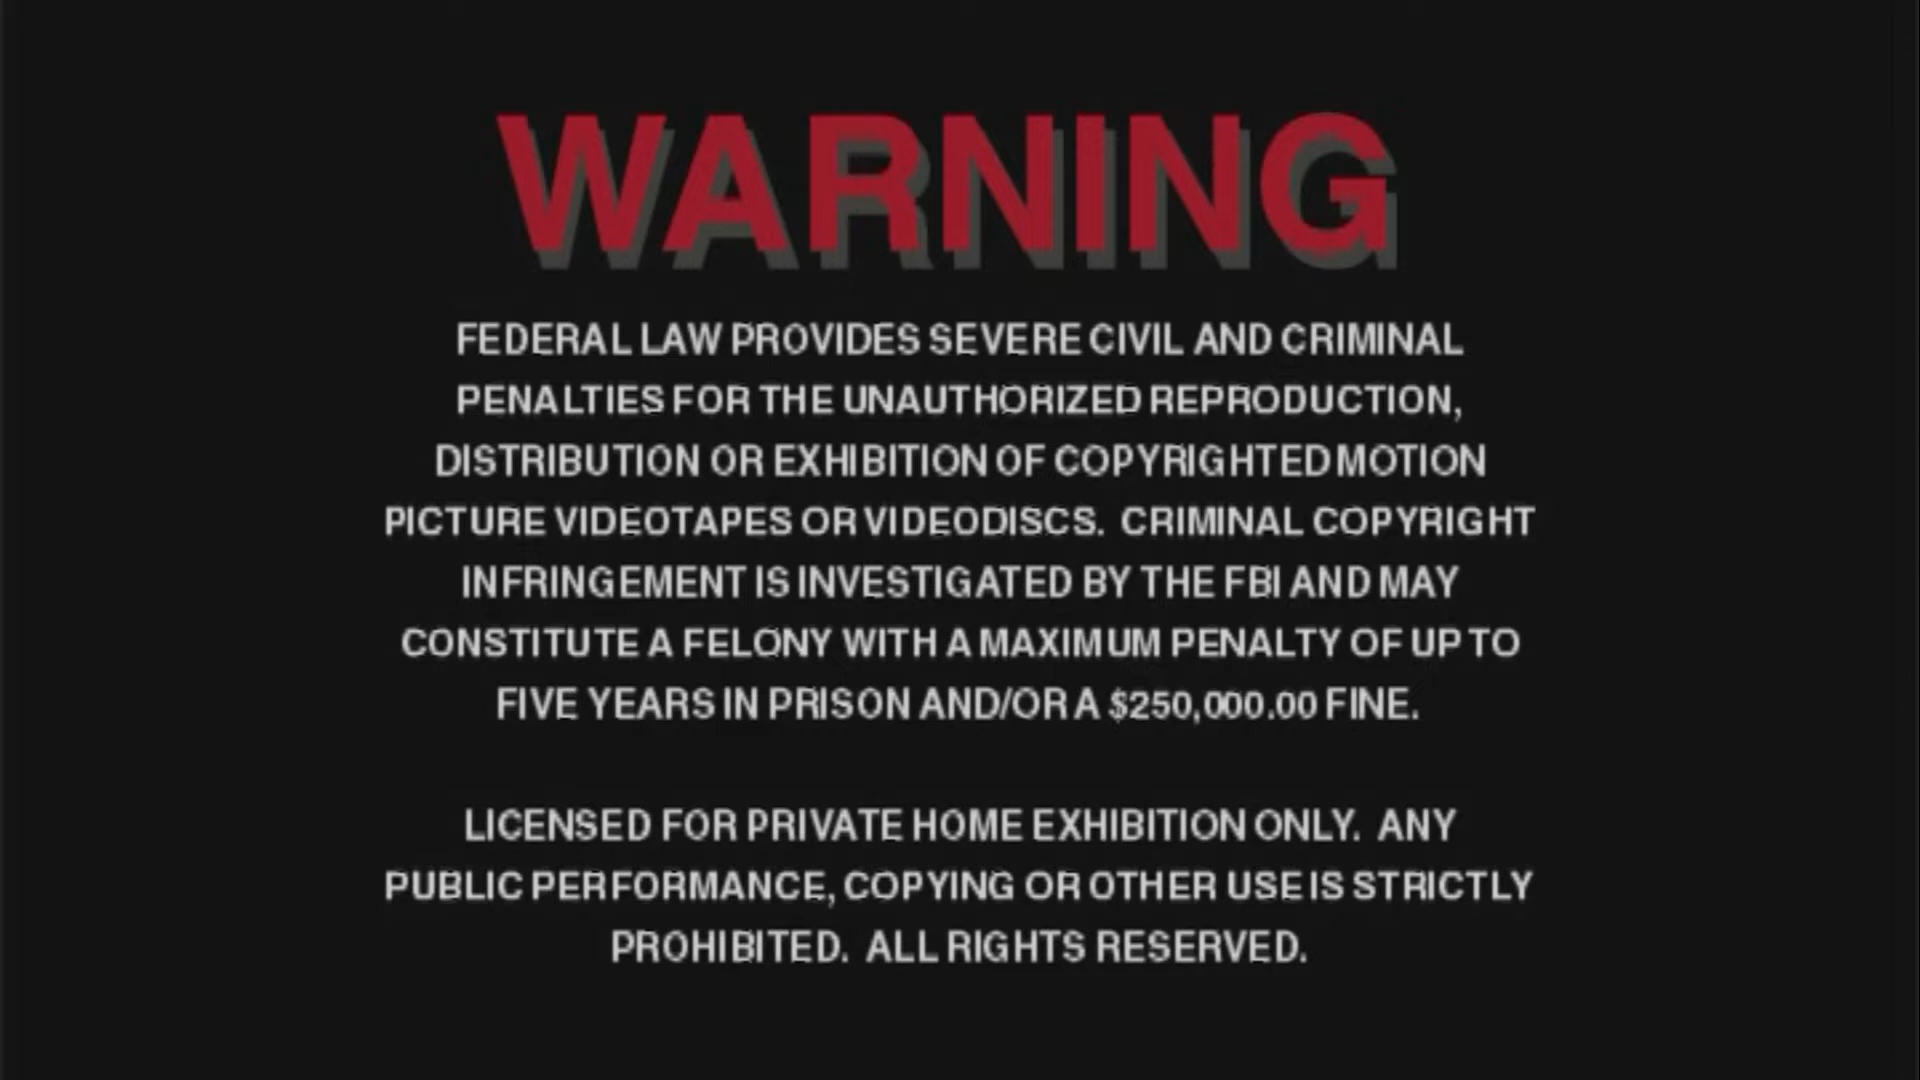 WARNING
FEDERAL LAW PROVIDES SEVERE CIVIL AND CRIMINAL
PENALTIES FOR THE UNAUTHORIZED REPRODUCTION,
DISTRIBUTION OR EXHIBITION OF COPYRIGHTED MOTION
PICTURE VIDEOTAPES OR VIDEODISCS. CRIMINAL COPYRIGHT
INFRINGEMENT IS INVESTIGATED BY THE FBI AND MAY
CONSTITUTE A FELONY WITH A MAXIMUM PENALTY OF UP TO
FIVE YEARS IN PRISON AND/OR A $250,000.00 FINE.
LICENSED FOR PRIVATE HOME EXHIBITION ONLY. ANY
PUBLIC PERFORMANCE, COPYING OR OTHER USE IS STRICTLY
PROHIBITED. ALL RIGHTS RESERVED.